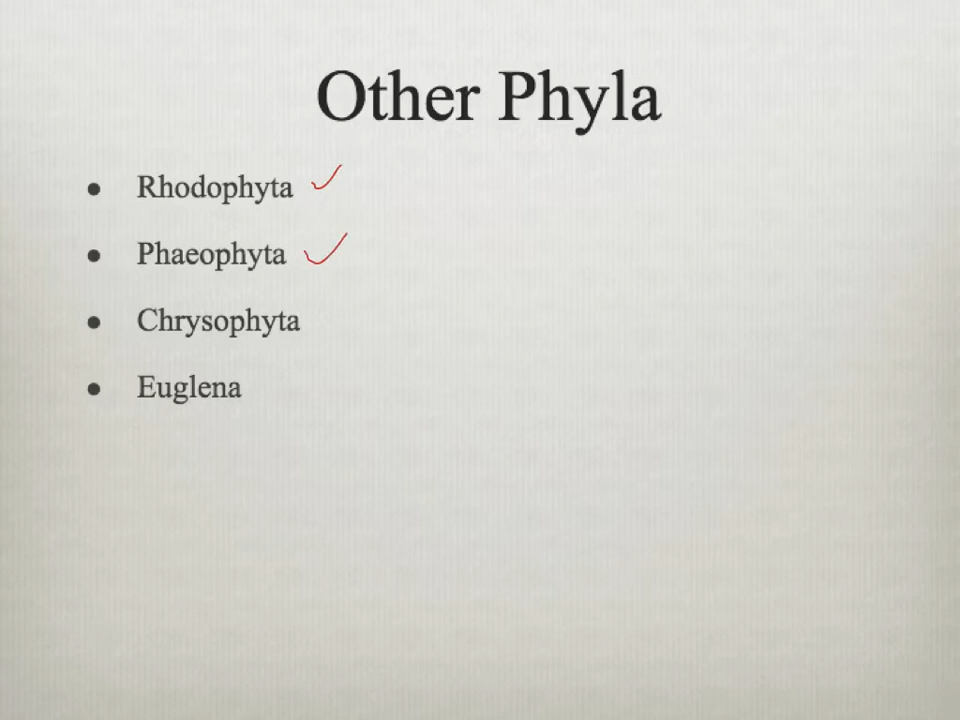 Other Phyla
• Rhodophyta ✓
• Phaeophyta ✓
• Chrysophyta
• Euglena